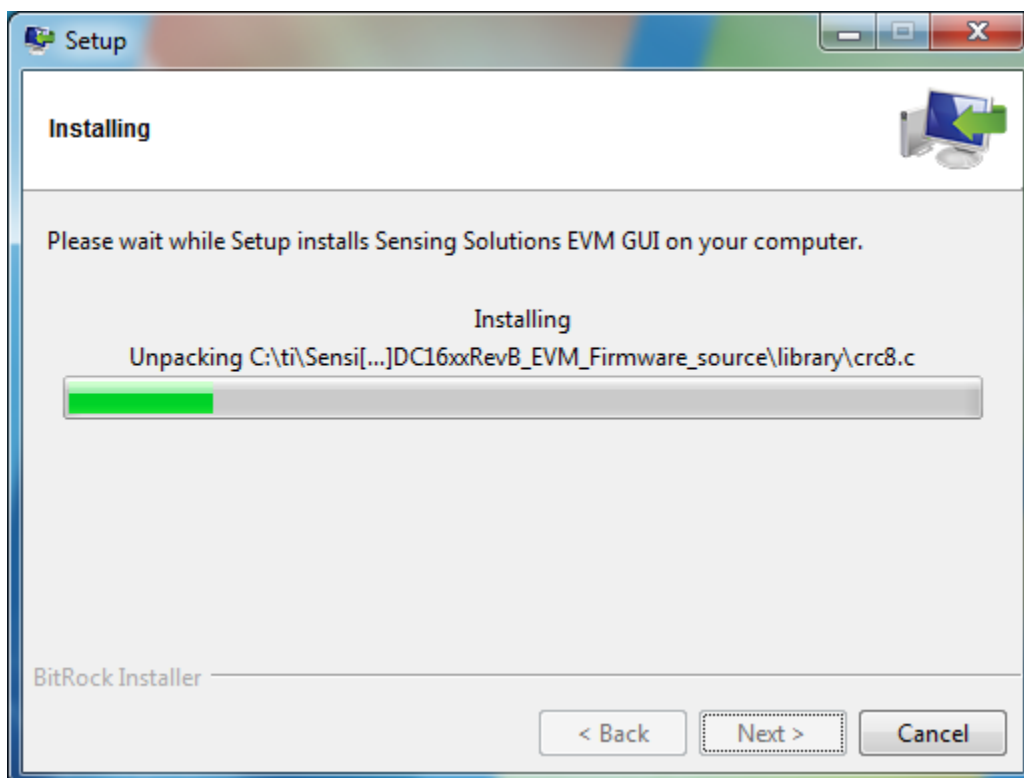 Setup
Installing
Please wait while Setup installs Sensing Solutions EVM GUI on your computer.
Installing
Unpacking C:\ti\Sensi[...]DC16xxRevB_EVM_Firmware_source\library\crc8.c
BitRock Installer
< Back
Next >
Cancel